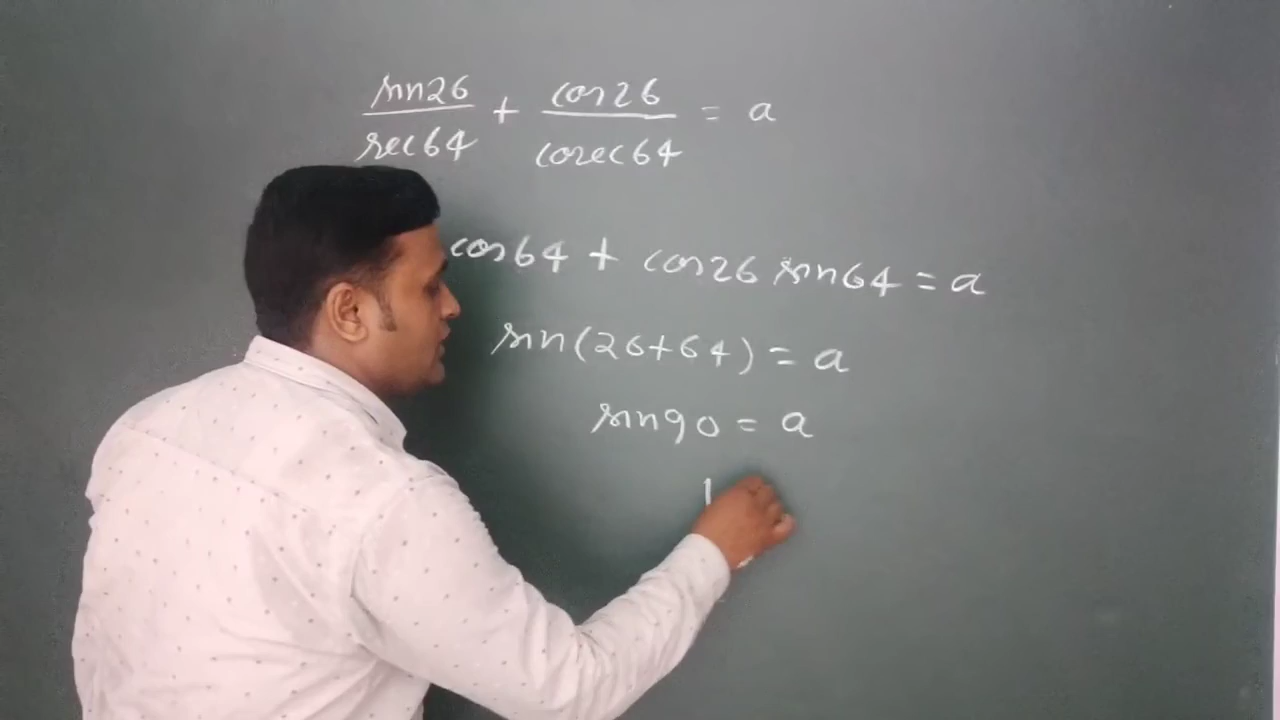 sin26/sec64 + cos26/cosec64 = a
cos64 + cos26 sin64 = a
sin(26+64) = a
sin90 = a
1